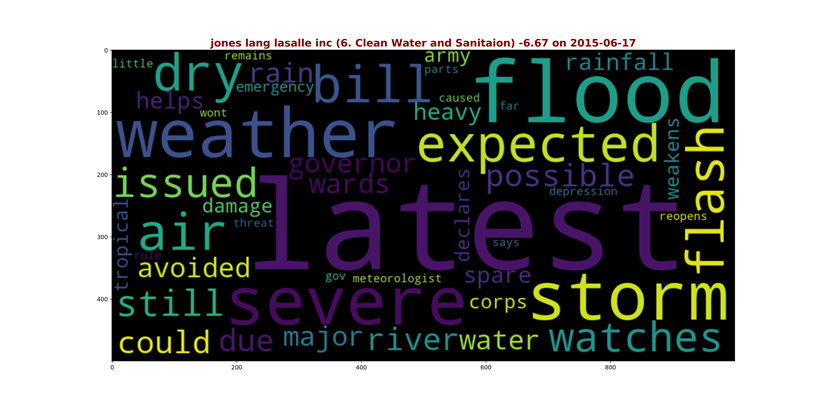 jones lang lasalle inc (6. Clean Water and Sanitaion) -6.67 on 2015-06-17
0
100
200
300
400
0
200
400
600
800
little
remains
army
rainfall
dry
rain
bill
parts
flood
emergency
helps
caused
far
wont
heavy
weather
expected
weakens
flash
governor
issued
wards
possible
depression
damage
latest
declares
reopens
tropical
air
threat
says
rule
avoided
gov
meteorologist
spare
still
severe
corps
storm
could
due
major
river
water
watches